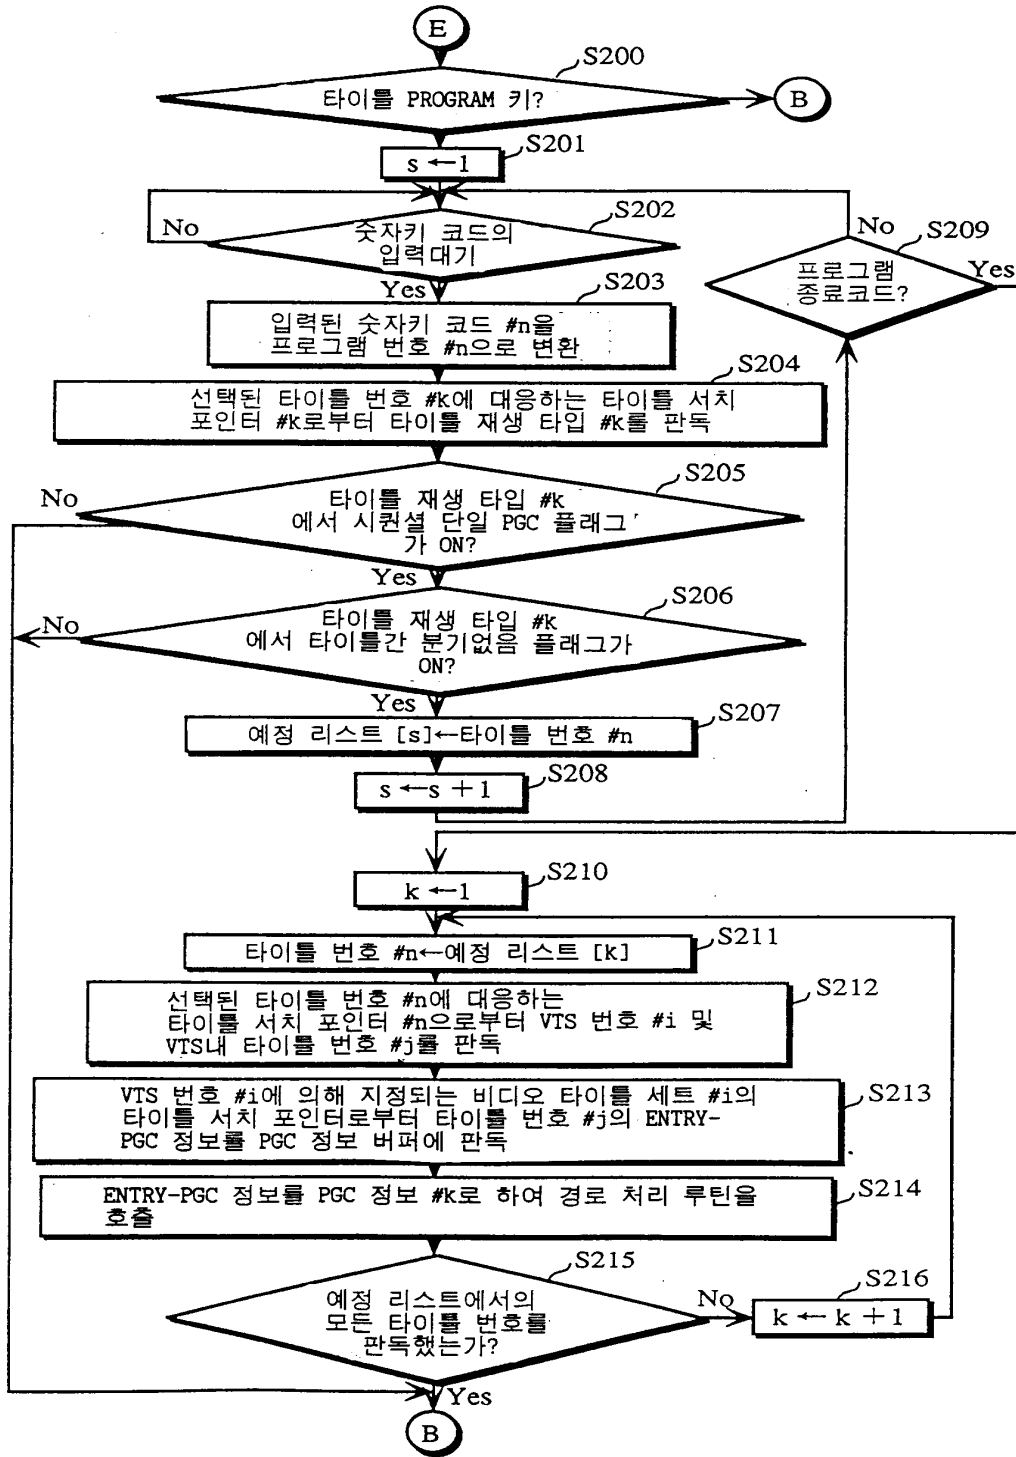 E
S200
타이틀 PROGRAM 키?
B
S201
s ← 1
S202
No
숫자키 코드의
입력대기
Yes
No
S209
프로그램
종료코드?
Yes
S203
입력된 숫자키 코드 #n을
프로그램 번호 #n으로 변환
S204
선택된 타이틀 번호 #k에 대응하는 타이틀 서치
포인터 #k로부터 타이틀 재생 타입 #k를 판독
S205
No
타이틀 재생 타입 #k
에서 시퀀셜 단일 PGC 플래그
가 ON?
Yes
S206
No
타이틀 재생 타입 #k
에서 타이틀간 분기없음 플래그가
ON?
Yes
S207
예정 리스트 [s]←타이틀 번호 #n
S208
s ← s + 1
S210
k ← 1
S211
타이틀 번호 #n←예정 리스트 [k]
S212
선택된 타이틀 번호 #n에 대응하는
타이틀 서치 포인터 #n으로부터 VTS 번호 #i 및
VTS내 타이틀 번호 #j를 판독
S213
VTS 번호 #i에 의해 지정되는 비디오 타이틀 세트 #i의
타이틀 서치 포인터로부터 타이틀 번호 #j의 ENTRY-
PGC 정보를 PGC 정보 버퍼에 판독
S214
ENTRY-PGC 정보를 PGC 정보 #k로 하여 경로 처리 루틴을
호출
S215
예정 리스트에서의
모든 타이틀 번호를
판독했는가?
No
S216
k ← k + 1
Yes
B